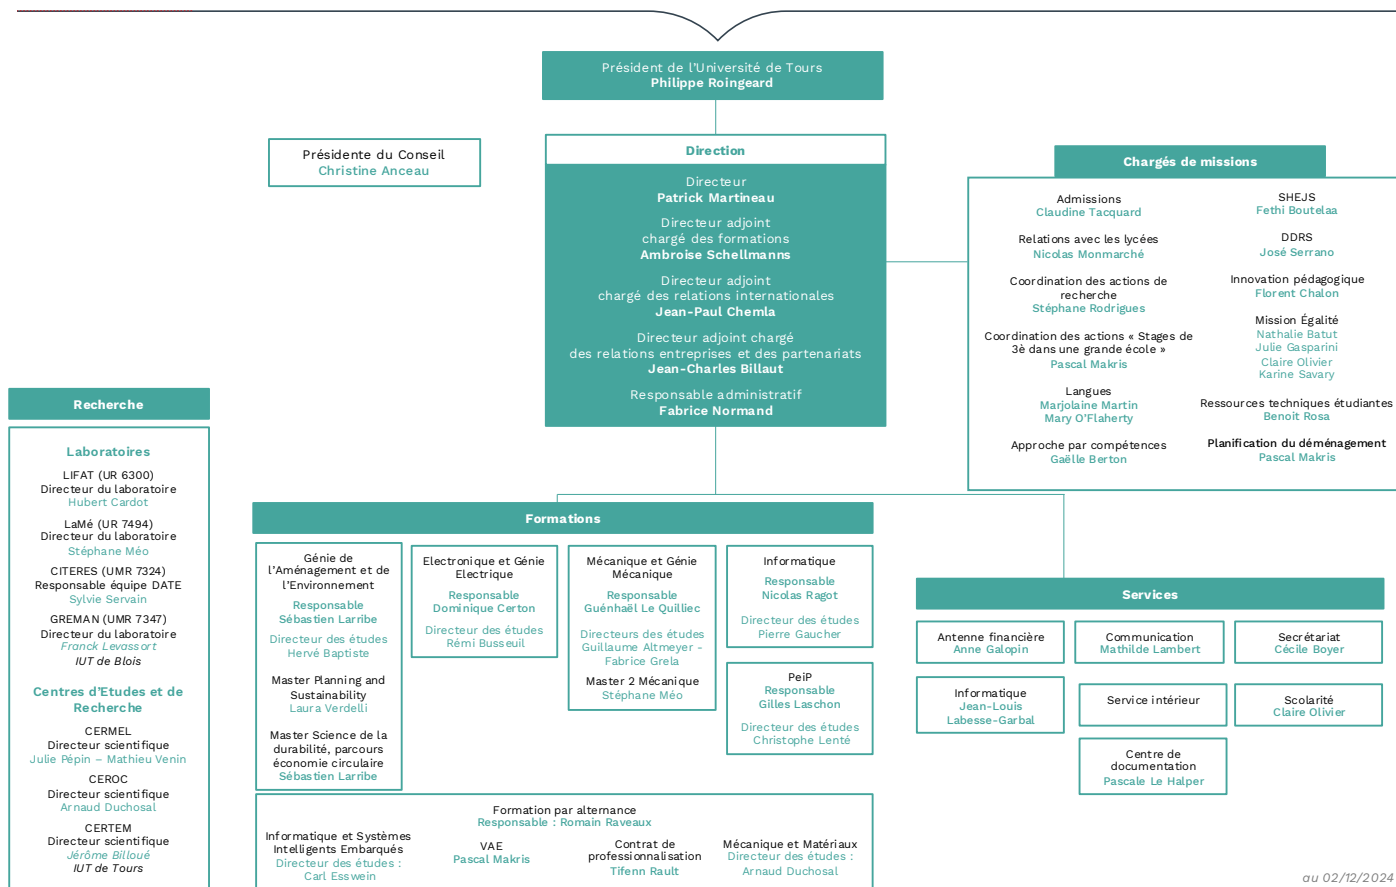 Président de l'Université de Tours
Philippe Roingeard
Présidente du Conseil
Christine Anceau
Direction
Directeur
Patrick Martineau
Directeur adjoint
chargé des formations
Ambroise Schellmanns
Directeur adjoint
chargé des relations internationales
Jean-Paul Chemla
Directeur adjoint chargé
des relations entreprises et des partenariats
Jean-Charles Billaut
Responsable administratif
Fabrice Normand
Chargés de missions
Admissions
Claudine Tacquard
Relations avec les lycées
Nicolas Monmarché
Coordination des actions de
recherche
Stéphane Rodrigues
Coordination des actions « Stages de
3è dans une grande école »
Pascal Makris
Langues
Marjolaine Martin
Mary O'Flaherty
Approche par compétences
Gaëlle Berton
SHEJS
Fethi Boutelaa
DDRS
José Serrano
Innovation pédagogique
Florent Chalon
Mission Égalité
Nathalie Batut
Julie Gasparini
Claire Olivier
Karine Savary
Ressources techniques étudiantes
Benoit Rosa
Planification du déménagement
Pascal Makris
Recherche
Laboratoires
LIFAT (UR 6300)
Directeur du laboratoire
Hubert Cardot
LaMé (UR 7494)
Directeur du laboratoire
Stéphane Méo
CITERES (UMR 7324)
Responsable équipe DATE
Sylvie Servain
GREMAN (UMR 7347)
Directeur du laboratoire
Franck Levassort
IUT de Blois
Centres d'Etudes et de
Recherche
CERMEL
Directeur scientifique
Julie Pépin – Mathieu Venin
CEROC
Directeur scientifique
Arnaud Duchosal
CERTEM
Directeur scientifique
Jérôme Billoué
IUT de Tours
Formations
Génie de
l'Aménagement et de
l'Environnement
Responsable
Sébastien Larribe
Directeur des études
Hervé Baptiste
Master Planning and
Sustainability
Laura Verdelli
Master Science de la
durabilité, parcours
économie circulaire
Sébastien Larribe
Electronique et Génie
Electrique
Responsable
Dominique Certon
Directeur des études
Rémi Busseuil
Mécanique et Génie
Mécanique
Responsable
Guénhaël Le Quilliec
Directeurs des études
Guillaume Altmeyer –
Fabrice Grela
Master 2 Mécanique
Stéphane Méo
Informatique
Responsable
Nicolas Ragot
Directeur des études
Pierre Gaucher
PeiP
Responsable
Gilles Laschon
Directeur des études
Christophe Lenté
Formation par alternance
Responsable : Romain Raveaux
Informatique et Systèmes
Intelligents Embarqués
Directeur des études :
Carl Esswein
VAE
Pascal Makris
Contrat de
professionnalisation
Tifenn Rault
Mécanique et Matériaux
Directeur des études :
Arnaud Duchosal
Services
Antenne financière
Anne Galopin
Communication
Mathilde Lambert
Secrétariat
Cécile Boyer
Informatique
Jean-Louis
Labesse-Garbal
Service intérieur
Scolarité
Claire Olivier
Centre de
documentation
Pascale Le Halper
au 02/12/2024